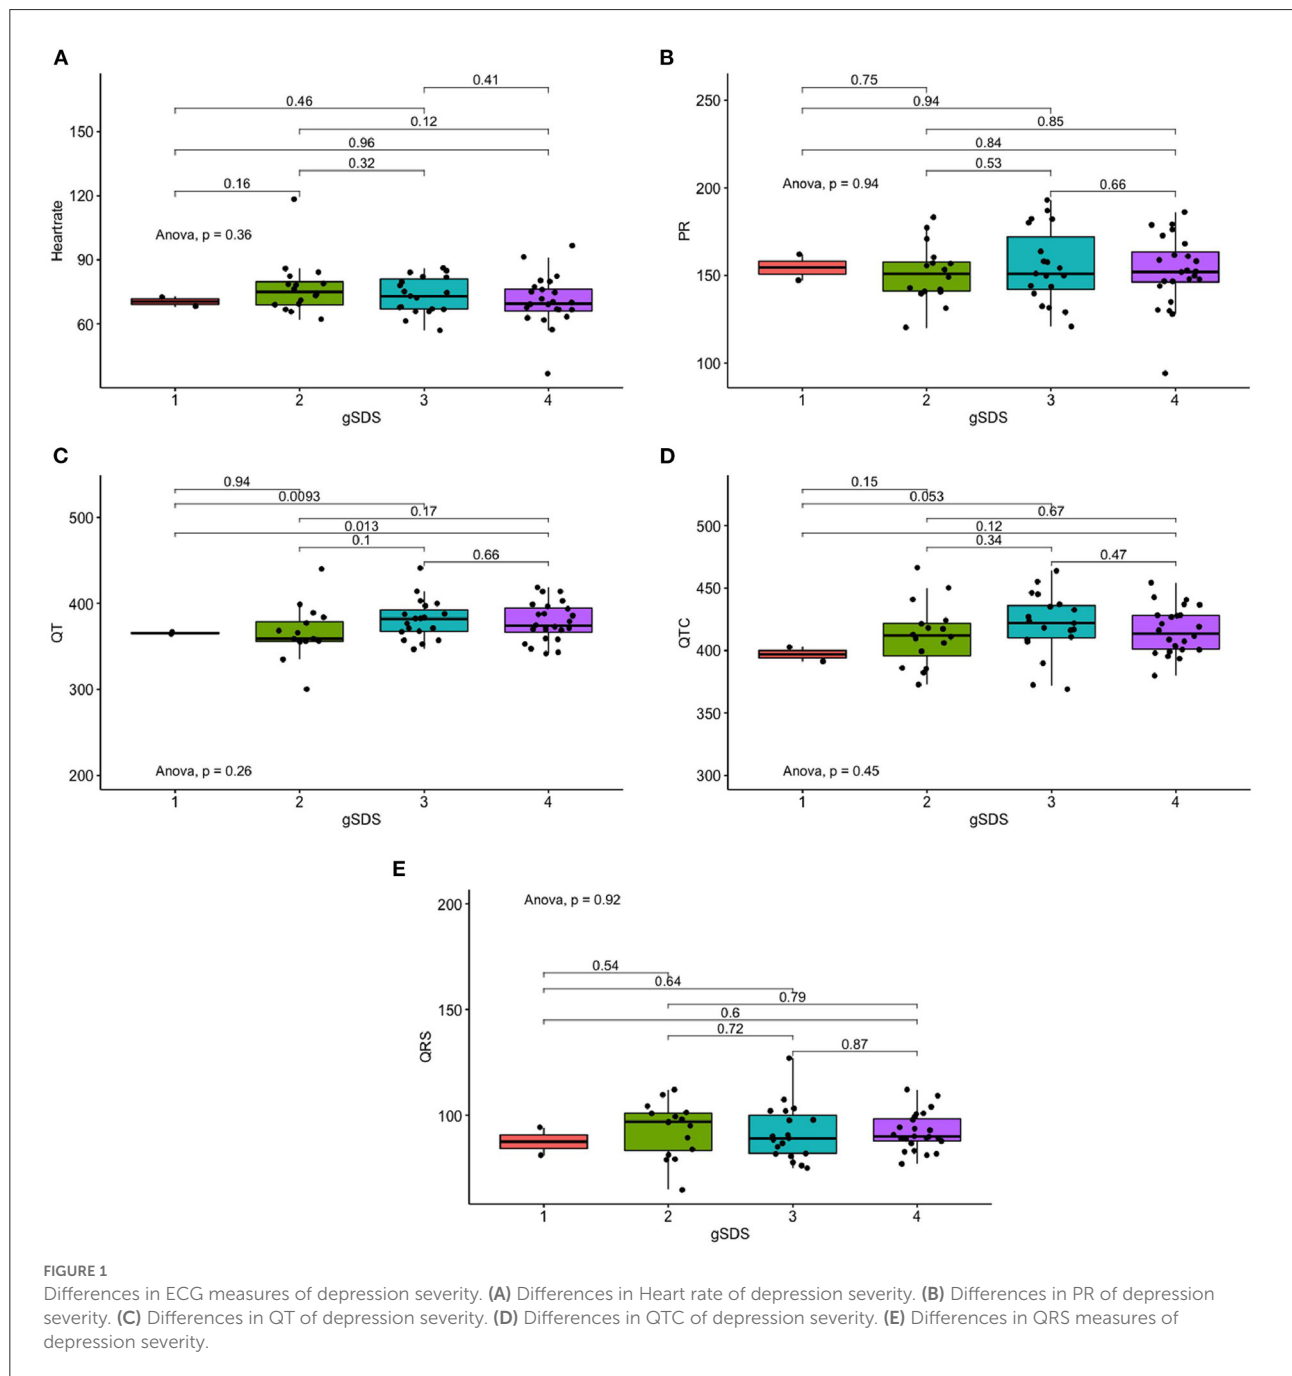 A
0.41
0.46
150
0.12
0.96
0.32
120
0.16
Anova, p = 0.36
Heartrate
90
60
1 2 3 4
gSDS
B
0.75
250
0.94
0.85
0.84
0.53
200
Anova, p = 0.94
0.66
PR
150
100
1 2 3 4
gSDS
C
0.94
0.0093
500
0.17
0.013
0.1
0.66
400
QT
300
200
Anova, p = 0.26
1 2 3 4
gSDS
D
0.15
0.053
500
0.67
0.12
0.34
0.47
450
QTC
400
350
300
Anova, p = 0.45
1 2 3 4
gSDS
E
200
Anova, p = 0.92
0.54
0.64
0.79
150
0.6
0.72
0.87
QRS
100
1 2 3 4
gSDS
FIGURE 1
Differences in ECG measures of depression severity. (A) Differences in Heart rate of depression severity. (B) Differences in PR of depression
severity. (C) Differences in QT of depression severity. (D) Differences in QTC of depression severity. (E) Differences in QRS measures of
depression severity.